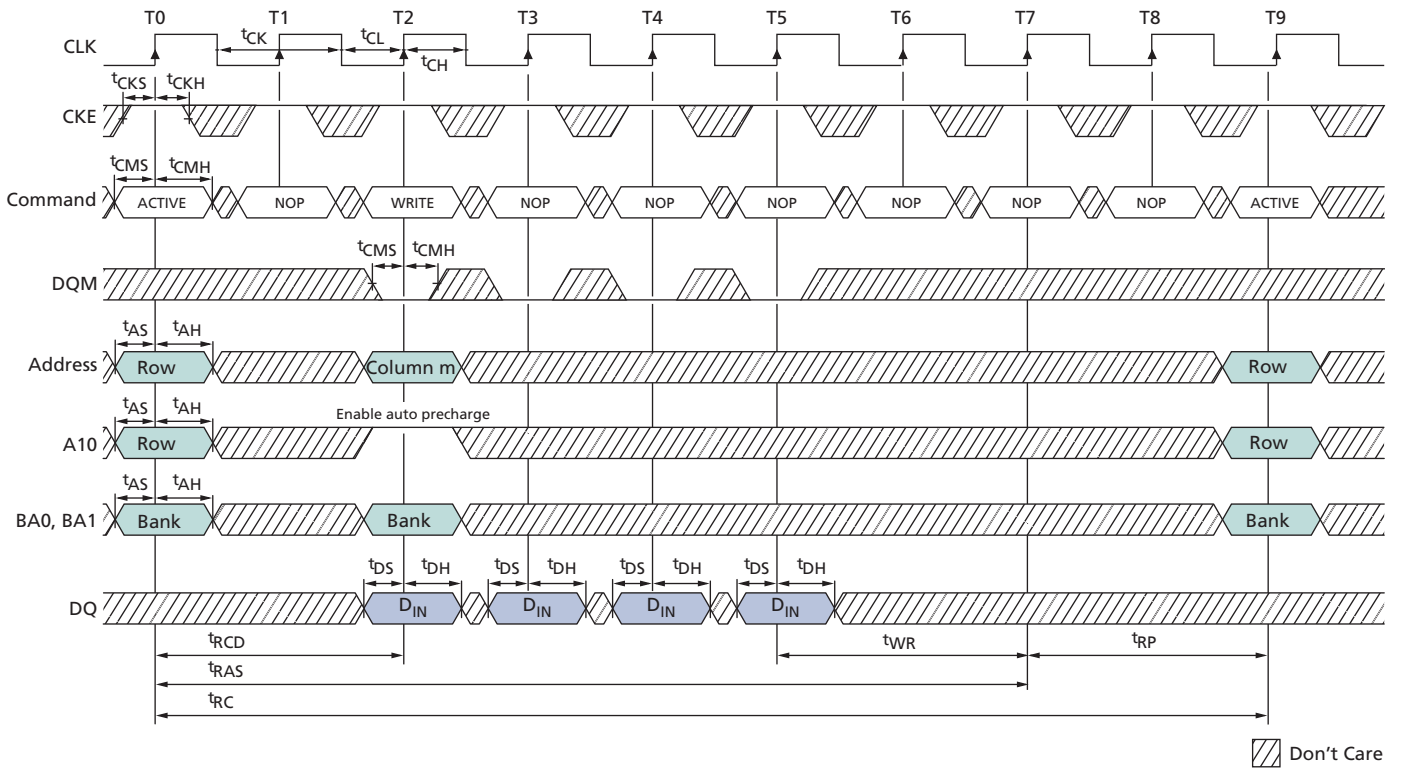 T0 T1 T2 T3 T4 T5 T6 T7 T8 T9
CLK tCK tCL tCH
tCKS tCKH
CKE
tCMS tCMH
Command ACTIVE NOP WRITE NOP NOP NOP NOP NOP NOP ACTIVE
tCMS tCMH
DQM
tAS tAH
Address Row Column m Row
tAS tAH Enable auto precharge
A10 Row Row
tAS tAH
BA0, BA1 Bank Bank Bank
tDS tDH tDS tDH tDS tDH tDS tDH
DQ DIN DIN DIN DIN
tRCD tWR tRP
tRAS
tRC
Don't Care